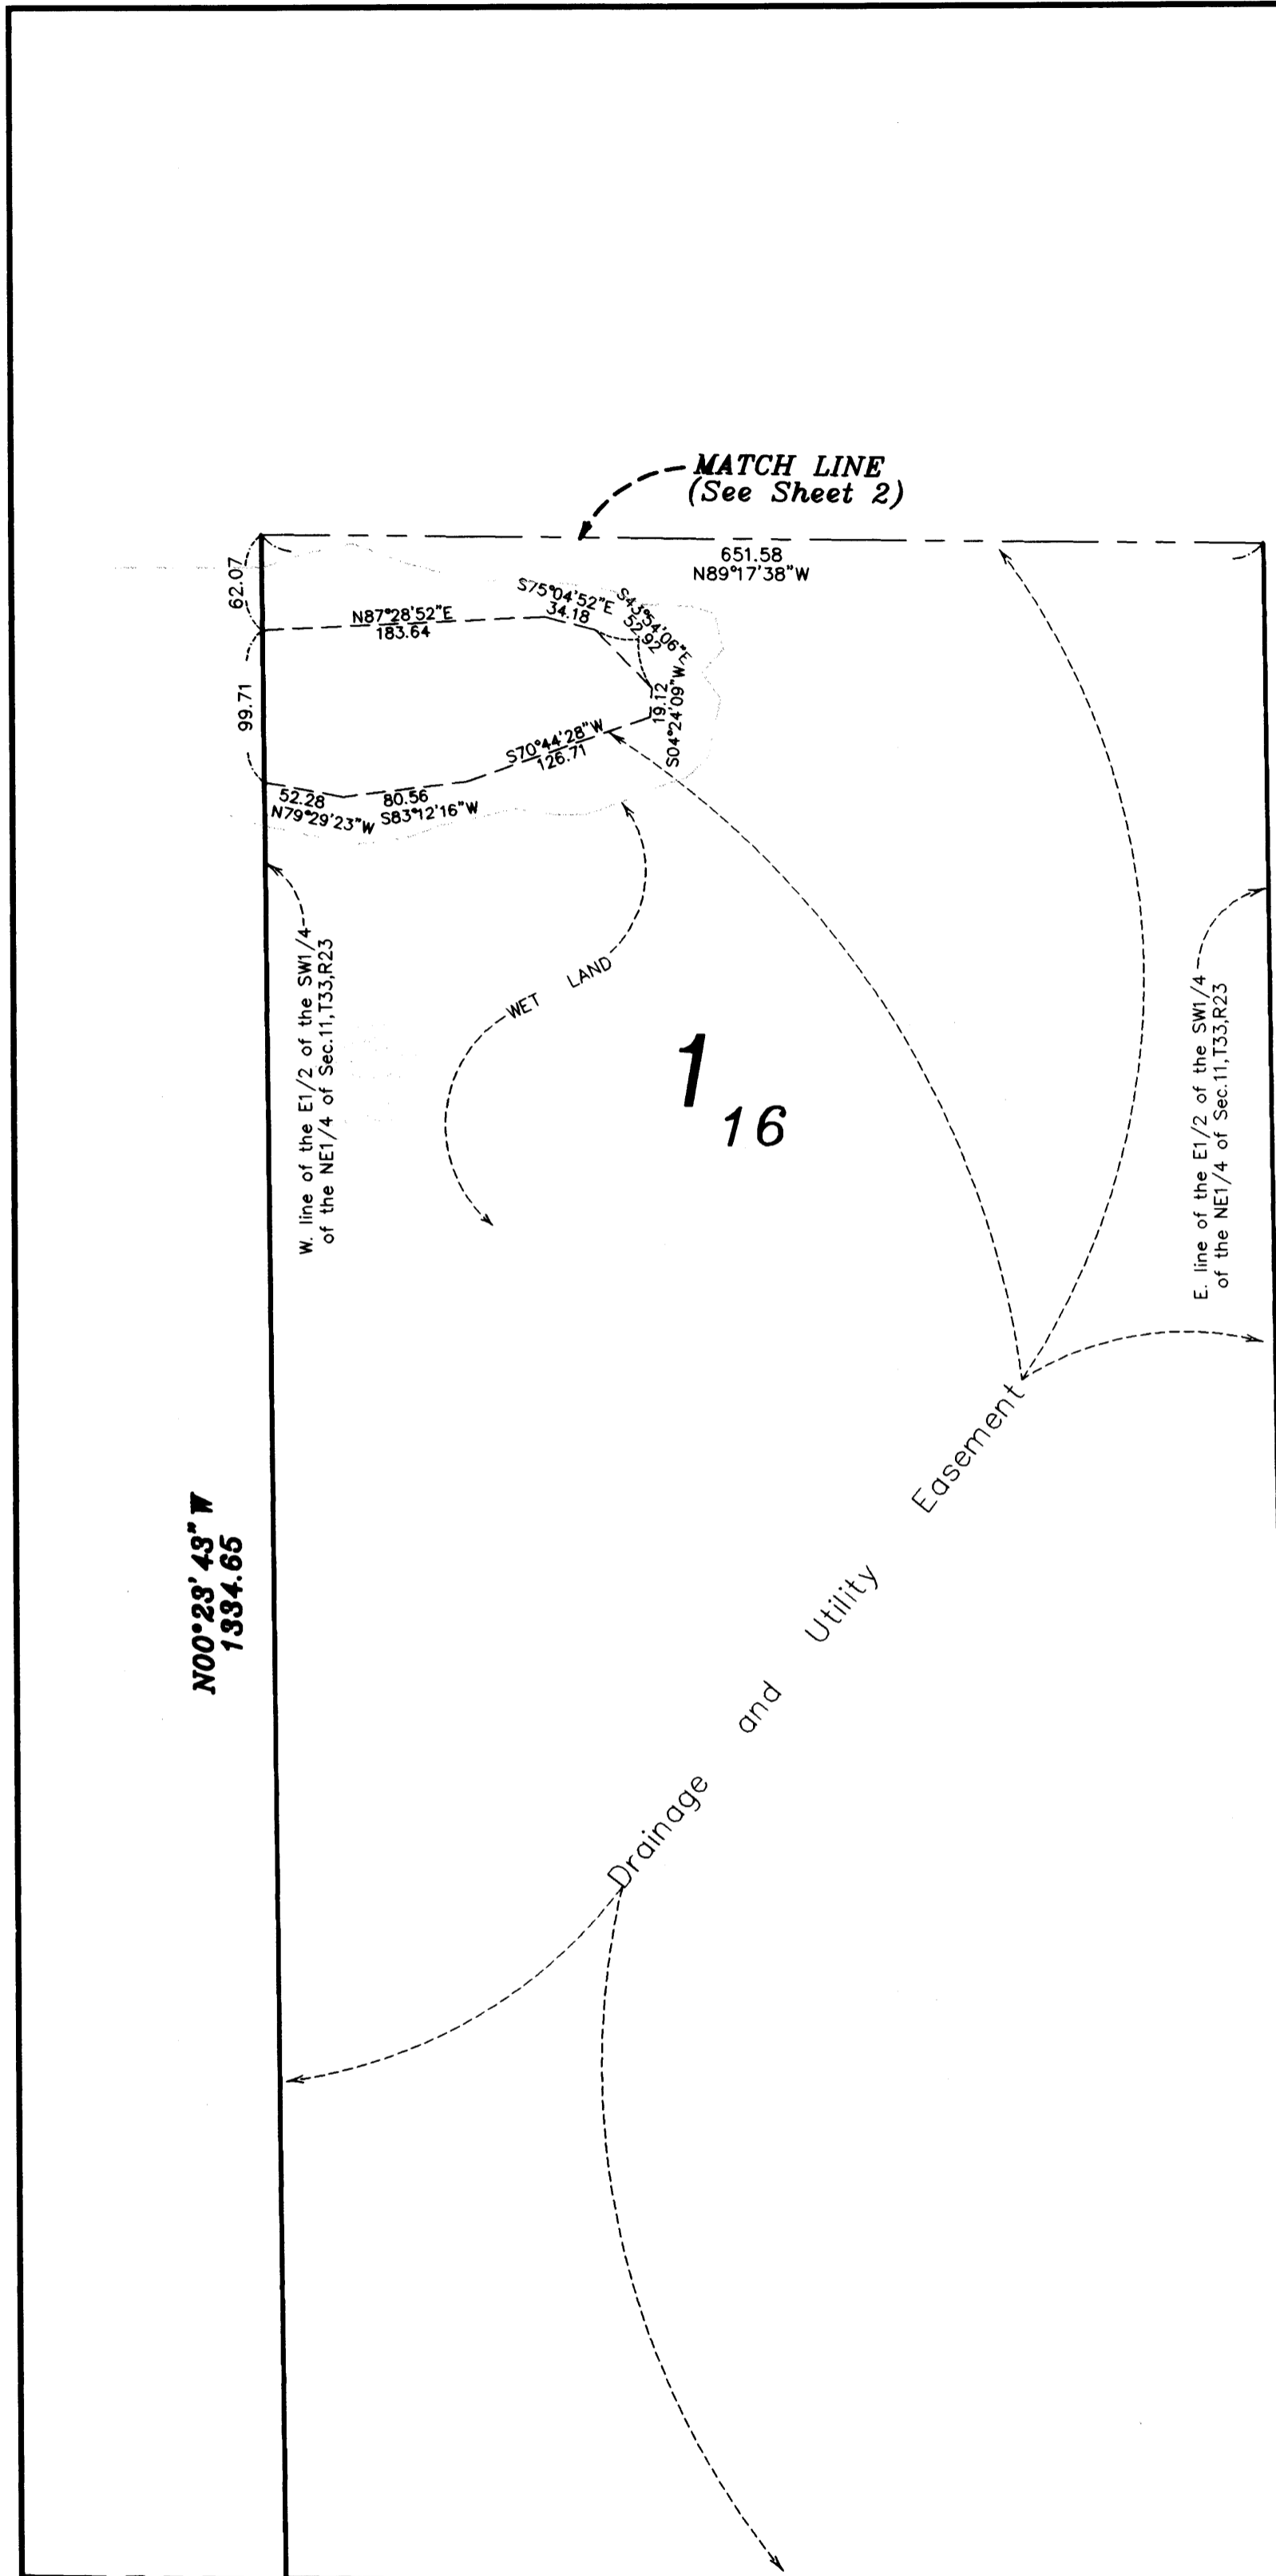 MATCH LINE
(See Sheet 2)
651.58
N89°17'38"W
62.07
N87°28'52"E
183.64
S75°04'52"E
34.18
S43°54'06"E
52.92
19.12
S04°24'09"W
99.71
S70°44'28"W
126.71
52.28
N79°29'23"W
80.56
S83°12'16"W
W. line of the E1/2 of the SW1/4
of the NE1/4 of Sec.11,T33,R23
WET LAND
1
16
E. line of the E1/2 of the SW1/4
of the NE1/4 of Sec.11,T33,R23
N00°23'43"W
1334.65
Drainage and Utility Easement